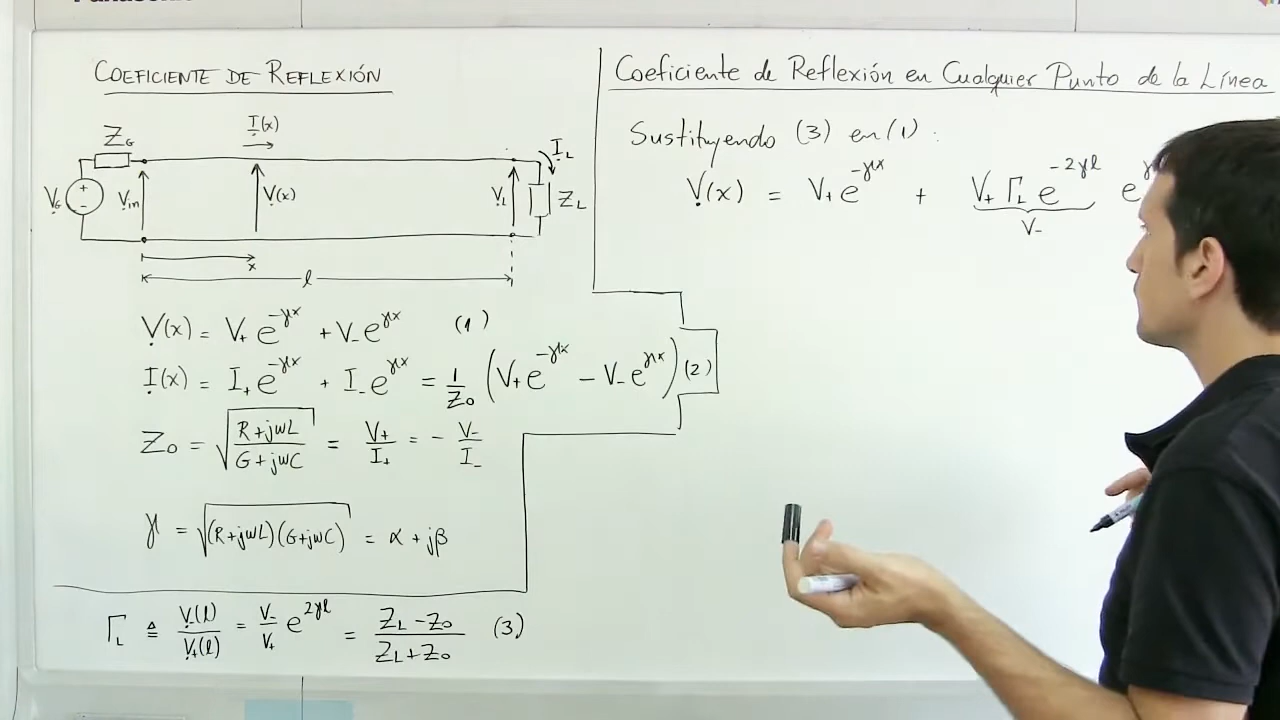 COEFICIENTE DE REFLEXIÓN
I(x)
Z_G
I_L
V_G
+
-
V_in
V(x)
V_L
Z_L
x
l
V(x) = V₊ e^{-γx} + V₋ e^{γx} (1)
I(x) = I₊ e^{-γx} + I₋ e^{γx} = 1/Z₀ (V₊ e^{-γx} - V₋ e^{γx}) (2)
Z₀ = √((R+jωL)/(G+jωC)) = V₊/I₊ = - V₋/I₋
γ = √((R+jωL)(G+jωC)) = α + jβ
Γ_L ≜ V₋(l)/V₊(l) = V₋/V₊ e^{2γl} = (Z_L - Z₀)/(Z_L + Z₀) (3)
Coeficiente de Reflexión en Cualquier Punto de la Línea
Sustituyendo (3) en (1) :
V(x) = V₊ e^{-γx} + V₊ Γ_L e^{-2γl} e^γ
V₋